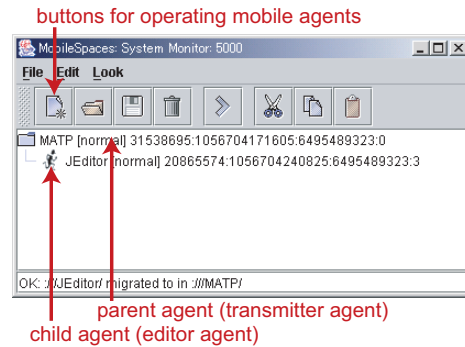 buttons for operating mobile agents
MobileSpaces: System Monitor: 5000
File Edit Look
MATP [normal] 31538695:1056704171605:6495489323:0
JEditor [normal] 20865574:1056704240825:6495489323:3
OK: :///JEditor/ migrated to in :///MATP/
parent agent (transmitter agent)
child agent (editor agent)